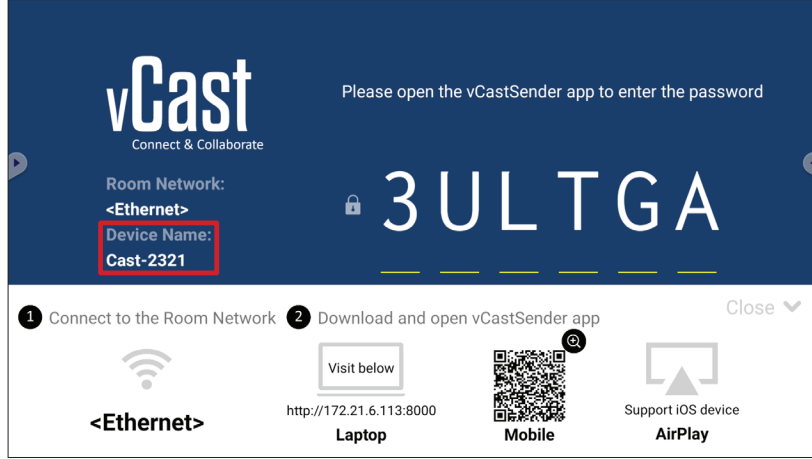 vCast
Connect & Collaborate
Please open the vCastSender app to enter the password
Room Network:
<Ethernet>
Device Name:
Cast-2321
3ULTGA
1 Connect to the Room Network
2 Download and open vCastSender app
Close
Visit below
http://172.21.6.113:8000
Laptop
Mobile
Support iOS device
AirPlay
<Ethernet>